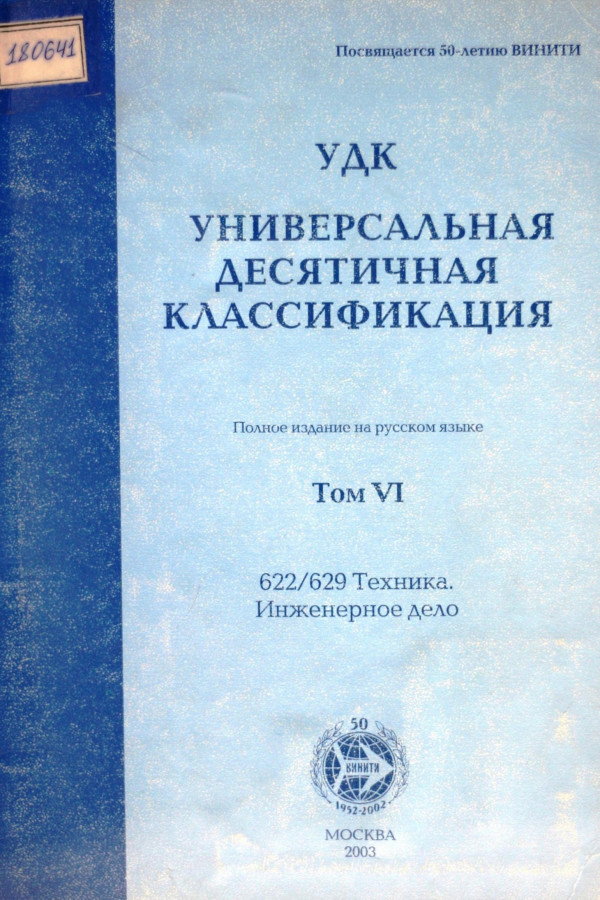 180641
Посвящается 50-летию ВИНИТИ
УДК
УНИВЕРСАЛЬНАЯ
ДЕСЯТИЧНАЯ
КЛАССИФИКАЦИЯ
Полное издание на русском языке
Том VI
622/629 Техника.
Инженерное дело
50
ВИНИТИ
1952-2002
МОСКВА
2003